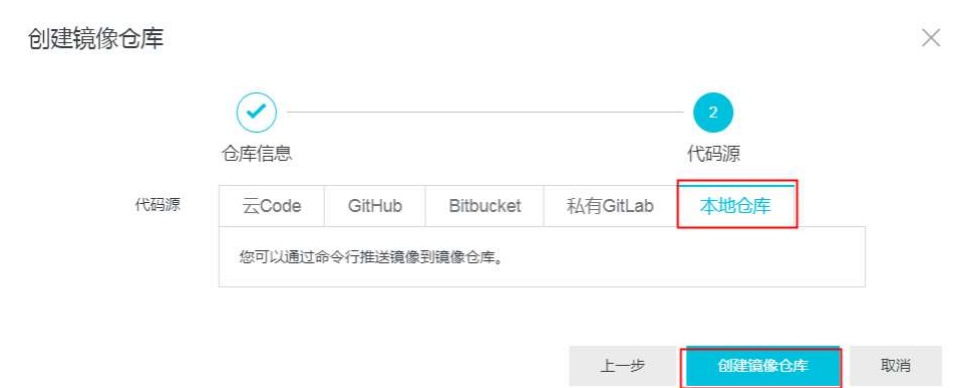 创建镜像仓库
2
仓库信息 代码源
代码源 云Code GitHub Bitbucket 私有GitLab 本地仓库
您可以通过命令行推送镜像到镜像仓库。
上一步 创建镜像仓库 取消